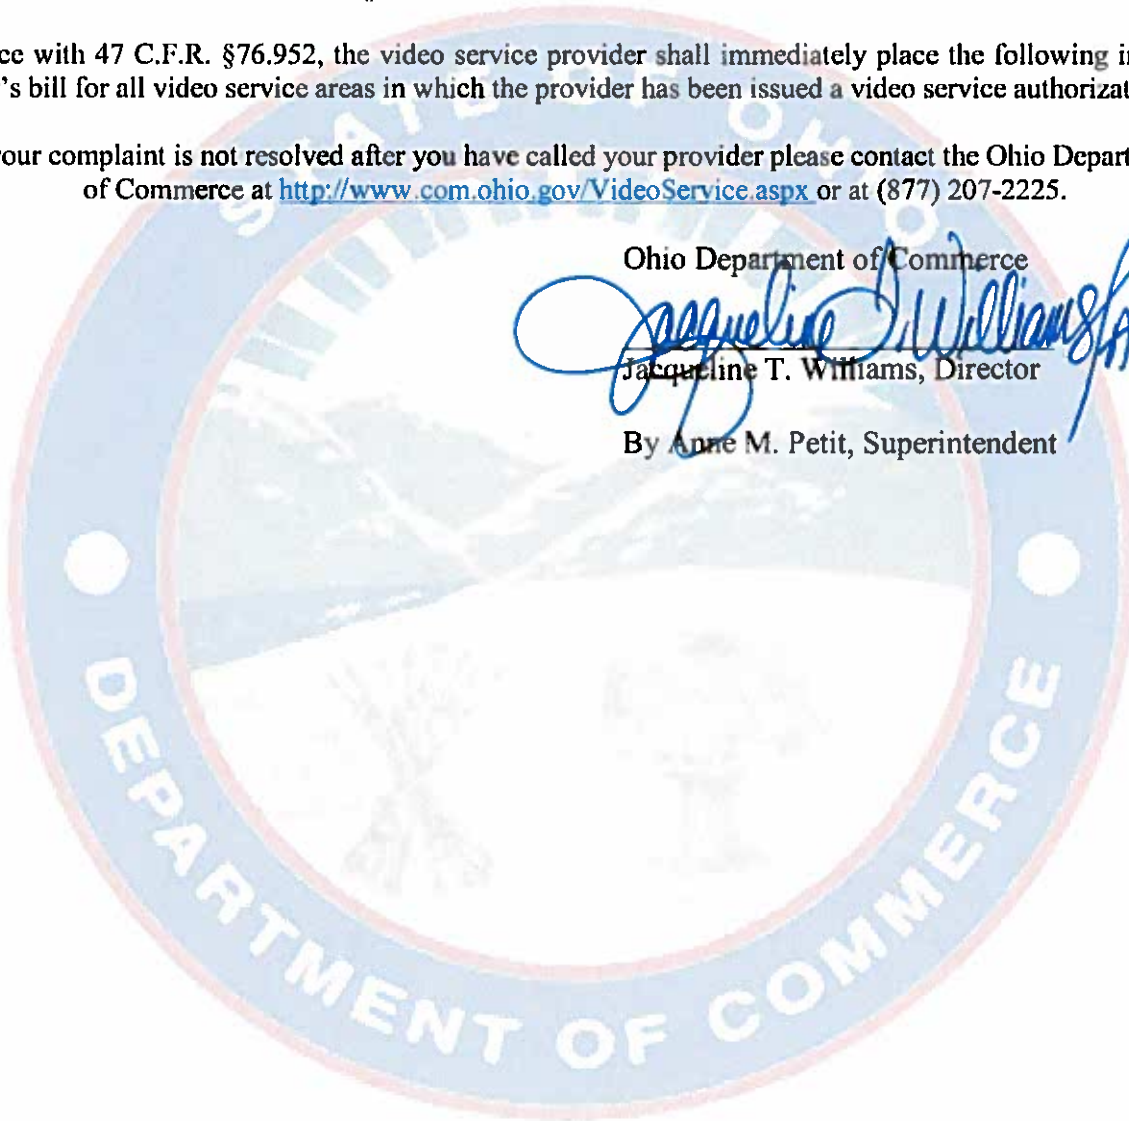 ce with 47 C.F.R. §76.952, the video service provider shall immediately place the following in
's bill for all video service areas in which the provider has been issued a video service authorizat
our complaint is not resolved after you have called your provider please contact the Ohio Depart
of Commerce at http://www.com.ohio.gov/VideoService.aspx or at (877) 207-2225.
Ohio Department of Commerce
Jacqueline T. Williams
Jacqueline T. Williams, Director
By Anne M. Petit, Superintendent
STATE OF OHIO
DEPARTMENT OF COMMERCE